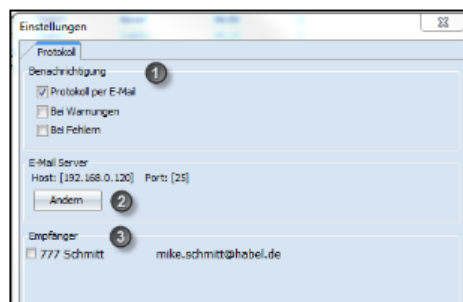 Einstellungen
Protokoll
Benachrichtigung
1
Protokoll per E-Mail
Bei Warnungen
Bei Fehlern
E-Mail Server
Host: [192.168.0.120] Port: [25]
Ändern
2
Empfänger
3
777 Schmitt mike.schmitt@habel.de